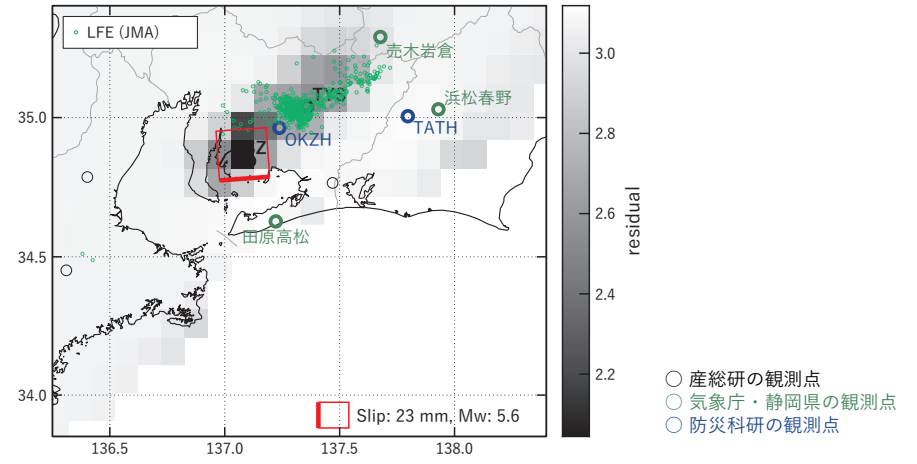 LFE (JMA)
売木岩倉
TYS
浜松春野
TATH
OKZH
田原高松
35.0
34.5
34.0
136.5
137.0
137.5
138.0
Slip: 23 mm, Mw: 5.6
3.0
2.8
2.6
2.4
2.2
residual
産総研の観測点
気象庁・静岡県の観測点
防災科研の観測点